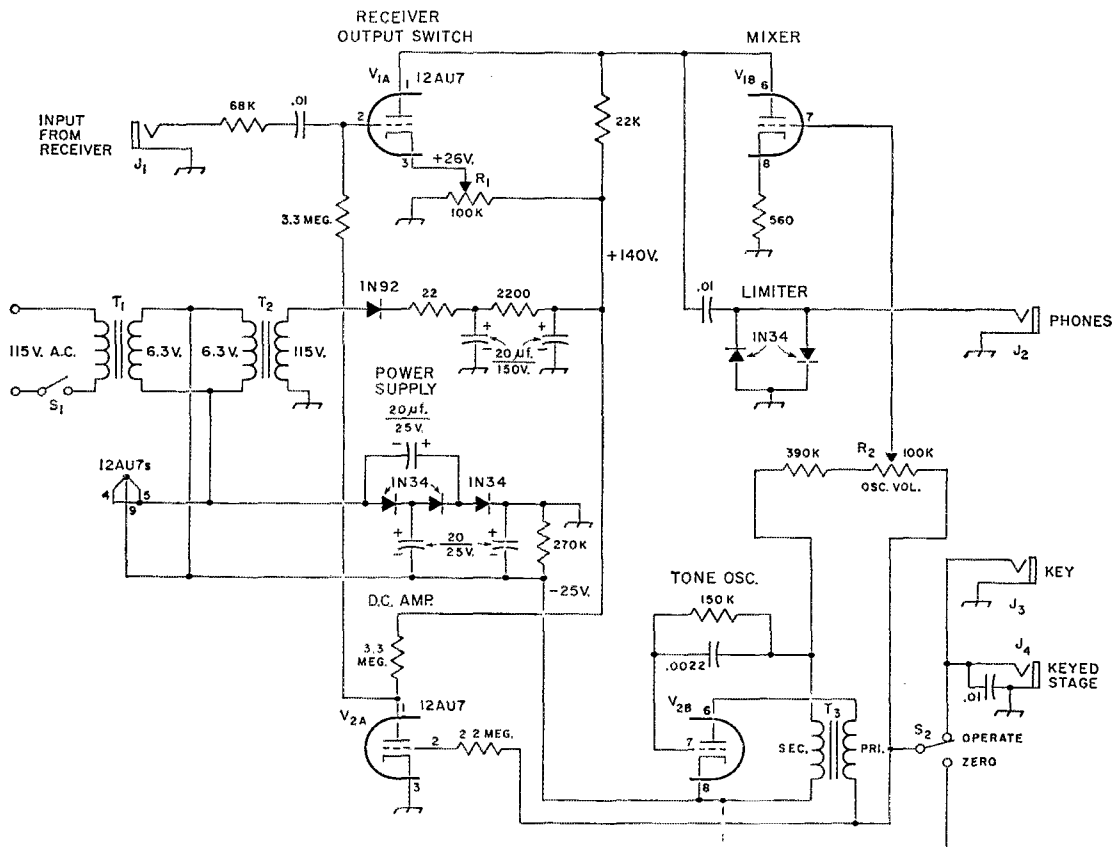 RECEIVER
OUTPUT SWITCH
MIXER
V1A
12AU7
1
2
3
68K
.01
INPUT
FROM
RECEIVER
J1
+26V.
R1
100K
3.3 MEG.
22K
V1B
6
7
8
560
+140V.
1N92
22
2200
+
−
+
−
20 µf.
150V.
T1
T2
115V. A.C.
6.3V.
6.3V.
115V.
S1
LIMITER
.01
1N34
PHONES
J2
POWER
SUPPLY
20 µf.
25V.
−
+
12AU7s
4
5
9
1N34
1N34
+
−
20
25V.
+
−
270K
−25V.
390K
R2
100K
OSC. VOL.
TONE OSC.
150K
.0022
D.C. AMP.
3.3
MEG.
V2A
12AU7
1
2
3
2 2 MEG.
V2B
6
7
8
T3
SEC.
PRI.
KEY
J3
J4
KEYED
STAGE
.01
S2
OPERATE
ZERO